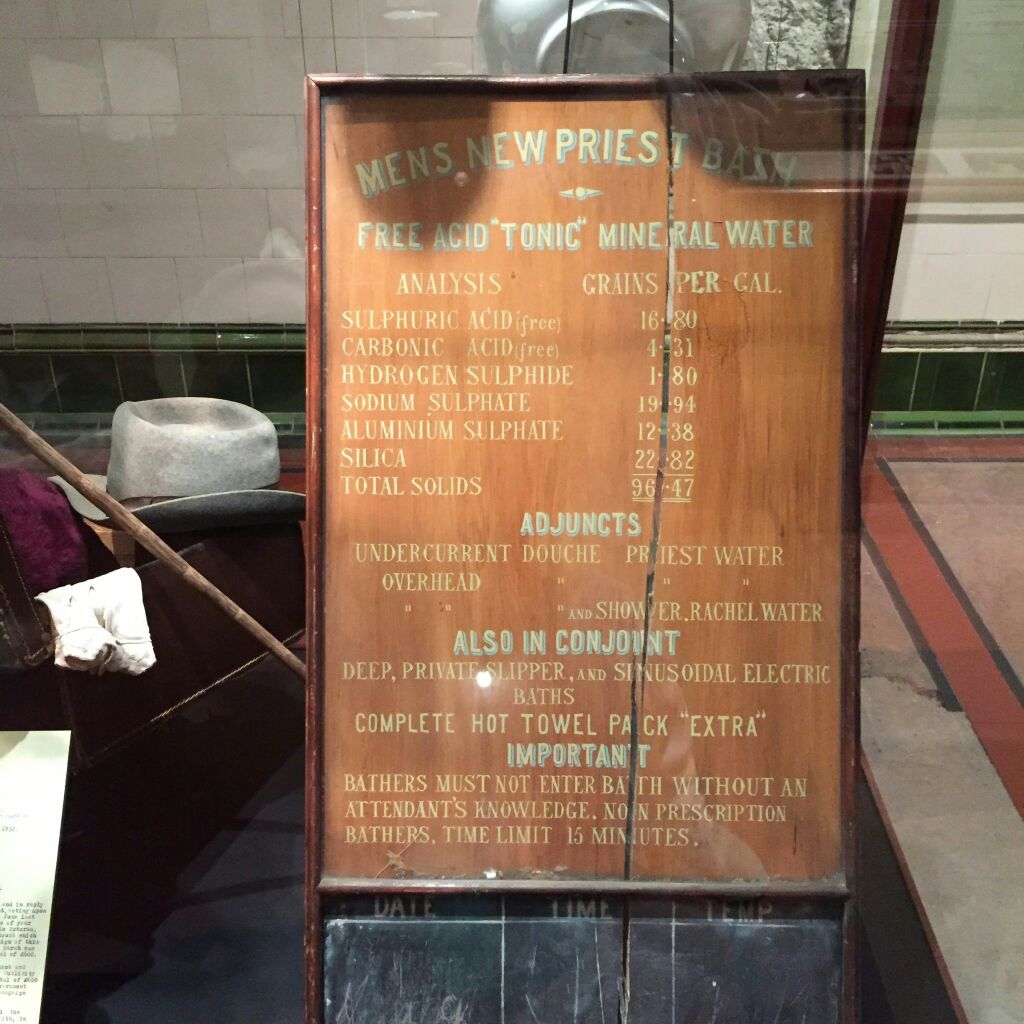 MENS NEW PRIEST BATH
FREE ACID "TONIC" MINERAL WATER
ANALYSIS GRAINS PER GAL.
SULPHURIC ACID (free) 16·80
CARBONIC ACID (free) 4·31
HYDROGEN SULPHIDE 1·80
SODIUM SULPHATE 19·94
ALUMINIUM SULPHATE 12·38
SILICA 22·82
TOTAL SOLIDS 96·47
ADJUNCTS
UNDERCURRENT DOUCHE PRIEST WATER
OVERHEAD " " "
" " " AND SHOWER, RACHEL WATER
ALSO IN CONJOINT
DEEP, PRIVATE SLIPPER, AND SINUSOIDAL ELECTRIC
BATHS
COMPLETE HOT TOWEL PACK "EXTRA"
IMPORTANT
BATHERS MUST NOT ENTER BATH WITHOUT AN
ATTENDANT'S KNOWLEDGE. NON PRESCRIPTION
BATHERS, TIME LIMIT 15 MINUTES.
DATE TIME TEMP